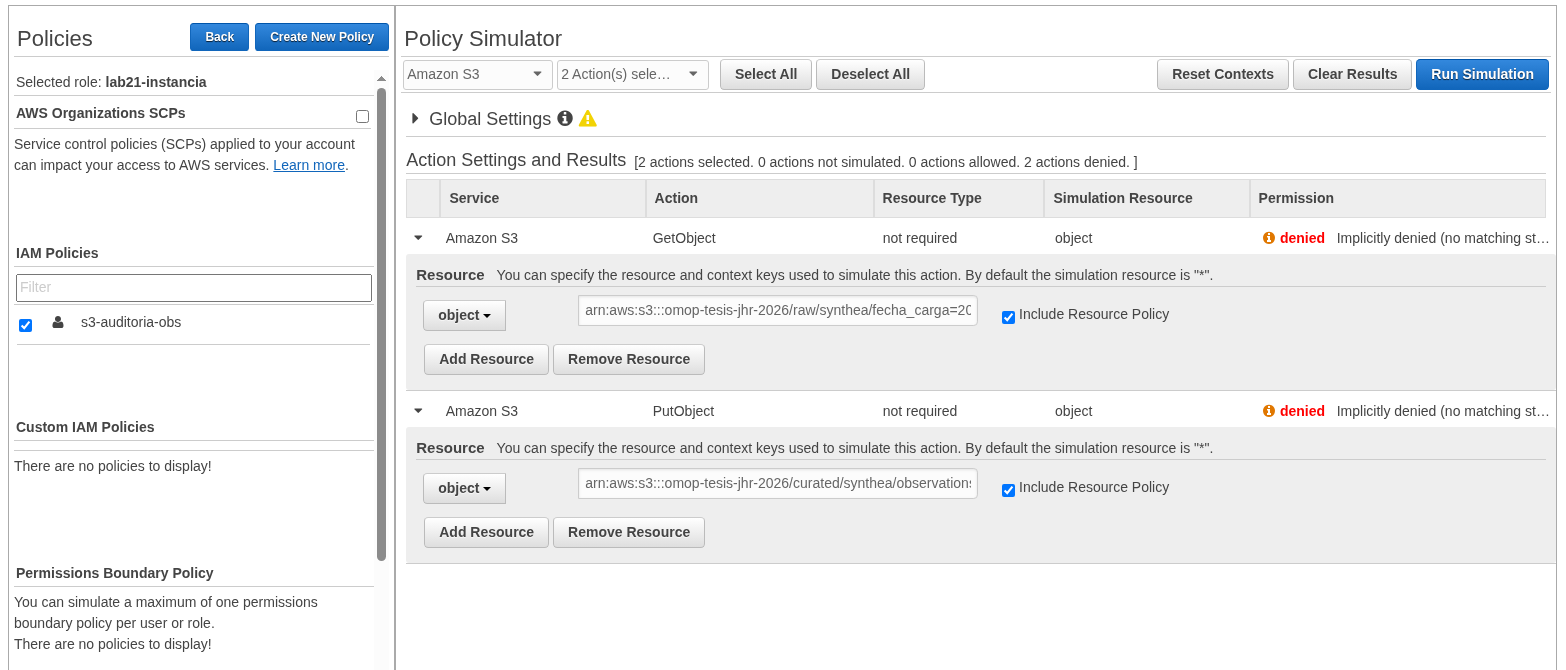 Policies
Back
Create New Policy
Selected role: lab21-instancia
AWS Organizations SCPs
Service control policies (SCPs) applied to your account
can impact your access to AWS services. Learn more.
IAM Policies
Filter
s3-auditoria-obs
Custom IAM Policies
There are no policies to display!
Permissions Boundary Policy
You can simulate a maximum of one permissions
boundary policy per user or role.
There are no policies to display!
Policy Simulator
Amazon S3
2 Action(s) sele…
Select All
Deselect All
Reset Contexts
Clear Results
Run Simulation
Global Settings
Action Settings and Results [2 actions selected. 0 actions not simulated. 0 actions allowed. 2 actions denied. ]
Service Action Resource Type Simulation Resource Permission
Amazon S3 GetObject not required object denied Implicitly denied (no matching st…
Resource You can specify the resource and context keys used to simulate this action. By default the simulation resource is "*".
object arn:aws:s3:::omop-tesis-jhr-2026/raw/synthea/fecha_carga=20 Include Resource Policy
Add Resource Remove Resource
Amazon S3 PutObject not required object denied Implicitly denied (no matching st…
Resource You can specify the resource and context keys used to simulate this action. By default the simulation resource is "*".
object arn:aws:s3:::omop-tesis-jhr-2026/curated/synthea/observations Include Resource Policy
Add Resource Remove Resource